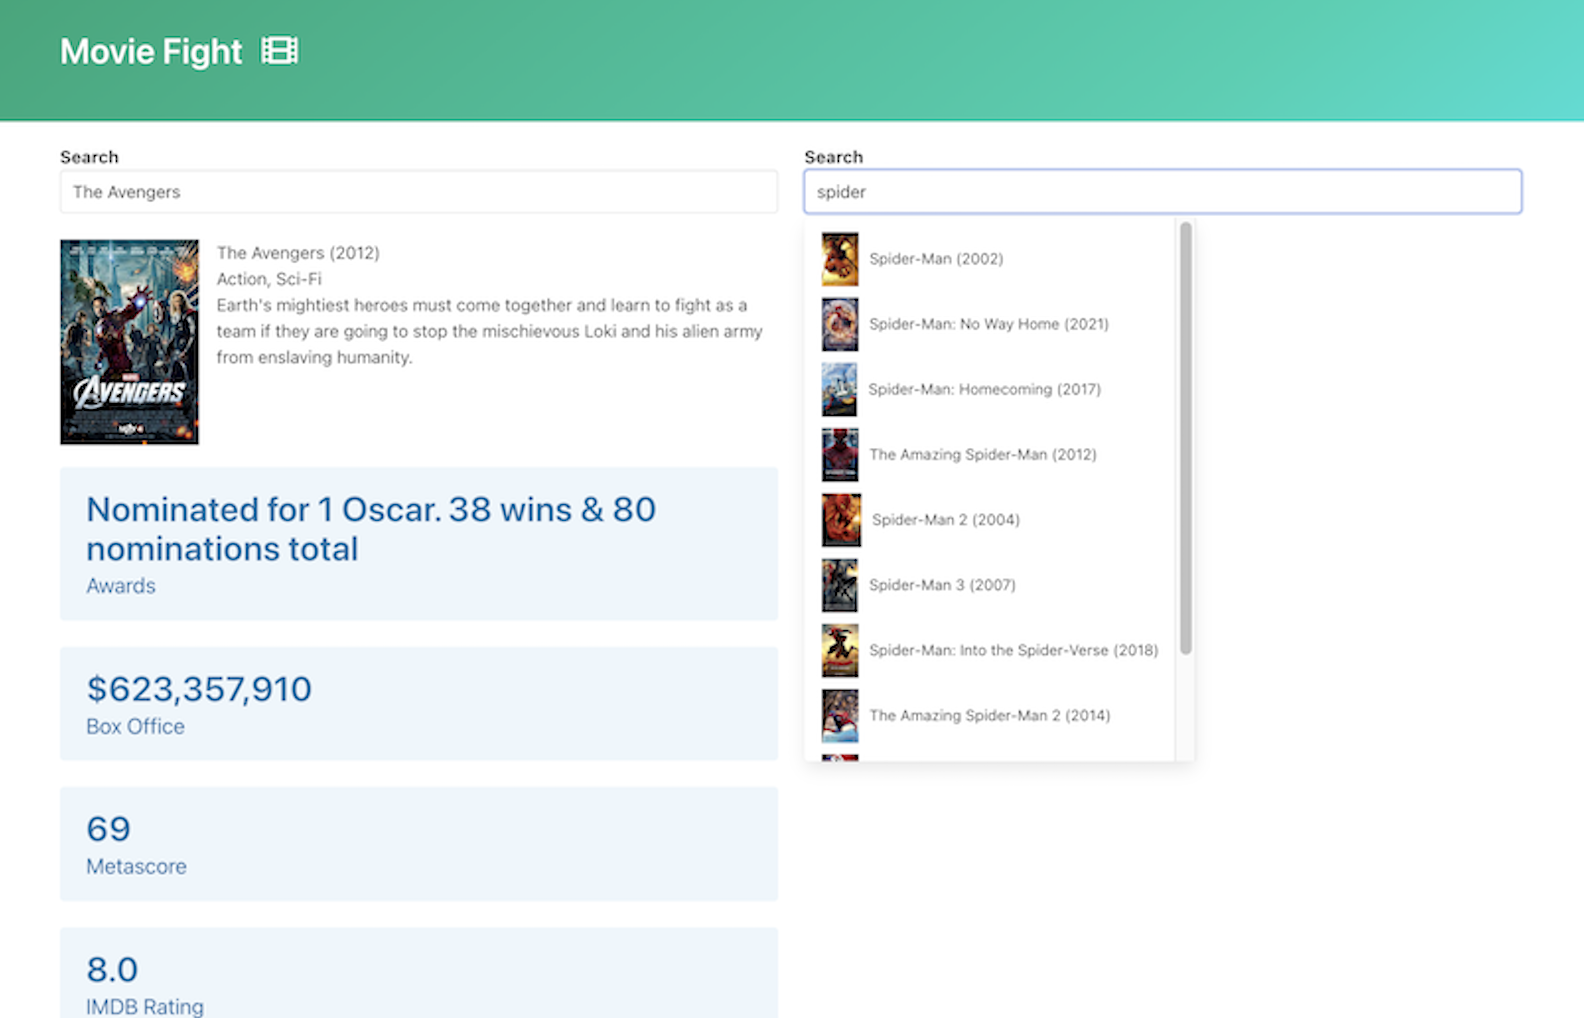 Movie Fight
Search
The Avengers
The Avengers (2012)
Action, Sci-Fi
Earth's mightiest heroes must come together and learn to fight as a
team if they are going to stop the mischievous Loki and his alien army
from enslaving humanity.
AVENGERS
Nominated for 1 Oscar. 38 wins & 80
nominations total
Awards
$623,357,910
Box Office
69
Metascore
8.0
IMDB Rating
Search
spider
Spider-Man (2002)
Spider-Man: No Way Home (2021)
Spider-Man: Homecoming (2017)
The Amazing Spider-Man (2012)
Spider-Man 2 (2004)
Spider-Man 3 (2007)
Spider-Man: Into the Spider-Verse (2018)
The Amazing Spider-Man 2 (2014)